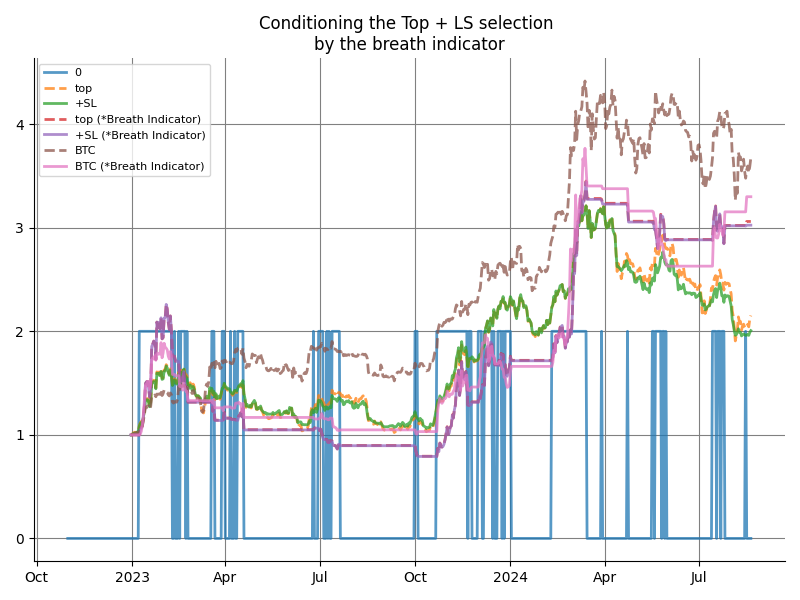 Conditioning the Top + LS selection
by the breath indicator
0
top
+SL
top (*Breath Indicator)
+SL (*Breath Indicator)
BTC
BTC (*Breath Indicator)
4
3
2
1
0
Oct
2023
Apr
Jul
Oct
2024
Apr
Jul